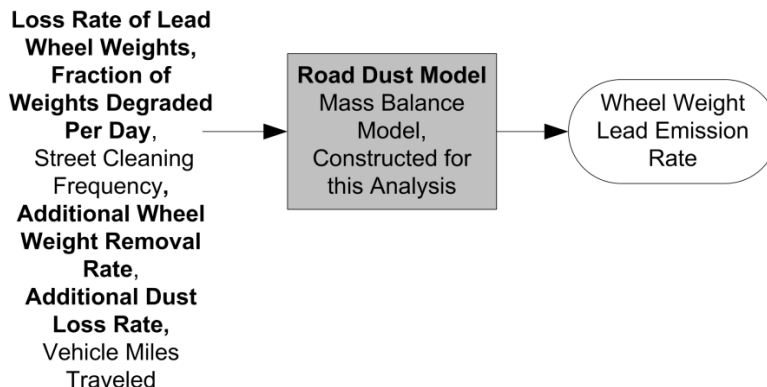 Loss Rate of Lead
Wheel Weights,
Fraction of
Weights Degraded
Per Day,
Street Cleaning
Frequency,
Additional Wheel
Weight Removal
Rate,
Additional Dust
Loss Rate,
Vehicle Miles
Traveled
Road Dust Model
Mass Balance
Model,
Constructed for
this Analysis
Wheel Weight
Lead Emission
Rate